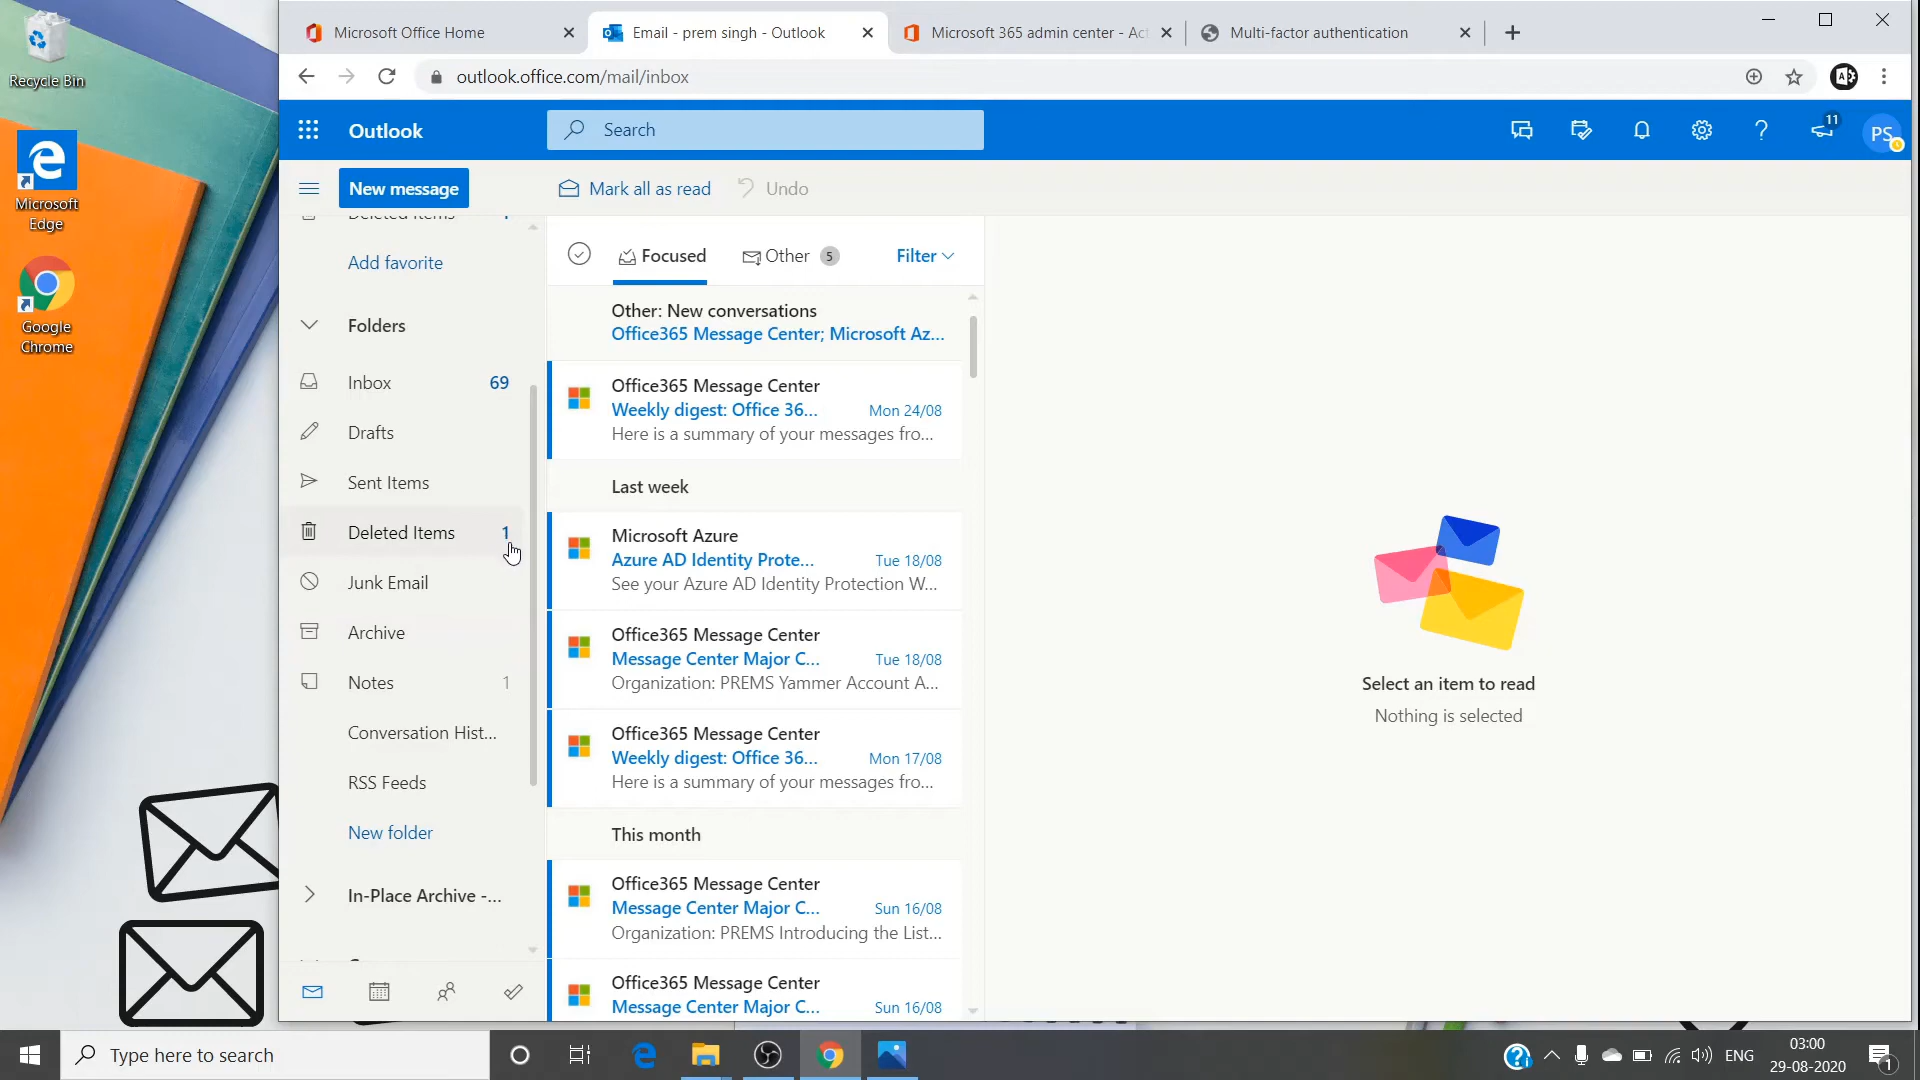 Recycle Bin
Microsoft Edge
Google Chrome
Microsoft Office Home
Email - prem singh - Outlook
Microsoft 365 admin center - Act
Multi-factor authentication
outlook.office.com/mail/inbox
Outlook
Search
11
PS
New message
Mark all as read
Undo
Deleted Items
Add favorite
Folders
Inbox 69
Drafts
Sent Items
Deleted Items 1
Junk Email
Archive
Notes 1
Conversation Hist...
RSS Feeds
New folder
In-Place Archive -...
Focused
Other 5
Filter
Other: New conversations
Office365 Message Center; Microsoft Az...
Office365 Message Center
Weekly digest: Office 36... Mon 24/08
Here is a summary of your messages fro...
Last week
Microsoft Azure
Azure AD Identity Prote... Tue 18/08
See your Azure AD Identity Protection W...
Office365 Message Center
Message Center Major C... Tue 18/08
Organization: PREMS Yammer Account A...
Office365 Message Center
Weekly digest: Office 36... Mon 17/08
Here is a summary of your messages fro...
This month
Office365 Message Center
Message Center Major C... Sun 16/08
Organization: PREMS Introducing the List...
Office365 Message Center
Message Center Major C... Sun 16/08
Select an item to read
Nothing is selected
Type here to search
ENG
03:00
29-08-2020
1